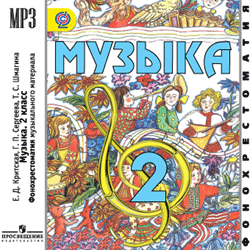 MP3
МУЗЫКА
2
Е. Д. Критская, Г. П. Сергеева, Т. С. Шмагина
Музыка. 2 класс
Фонохрестоматия музыкального материала
ПРОСВЕЩЕНИЕ
ФОНОХРЕСТОМАТИЯ